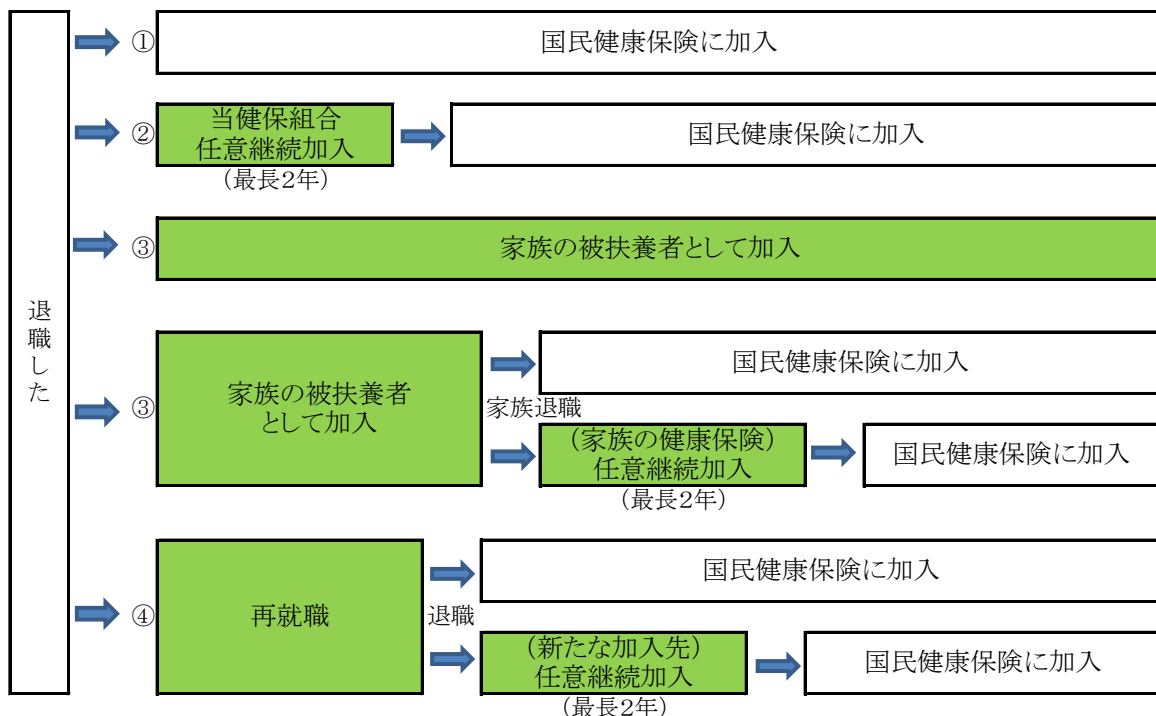 退職した
①
国民健康保険に加入
②
当健保組合
任意継続加入
（最長2年）
国民健康保険に加入
③
家族の被扶養者として加入
③
家族の被扶養者
として加入
家族退職
国民健康保険に加入
（家族の健康保険）
任意継続加入
（最長2年）
国民健康保険に加入
④
再就職
退職
国民健康保険に加入
（新たな加入先）
任意継続加入
（最長2年）
国民健康保険に加入